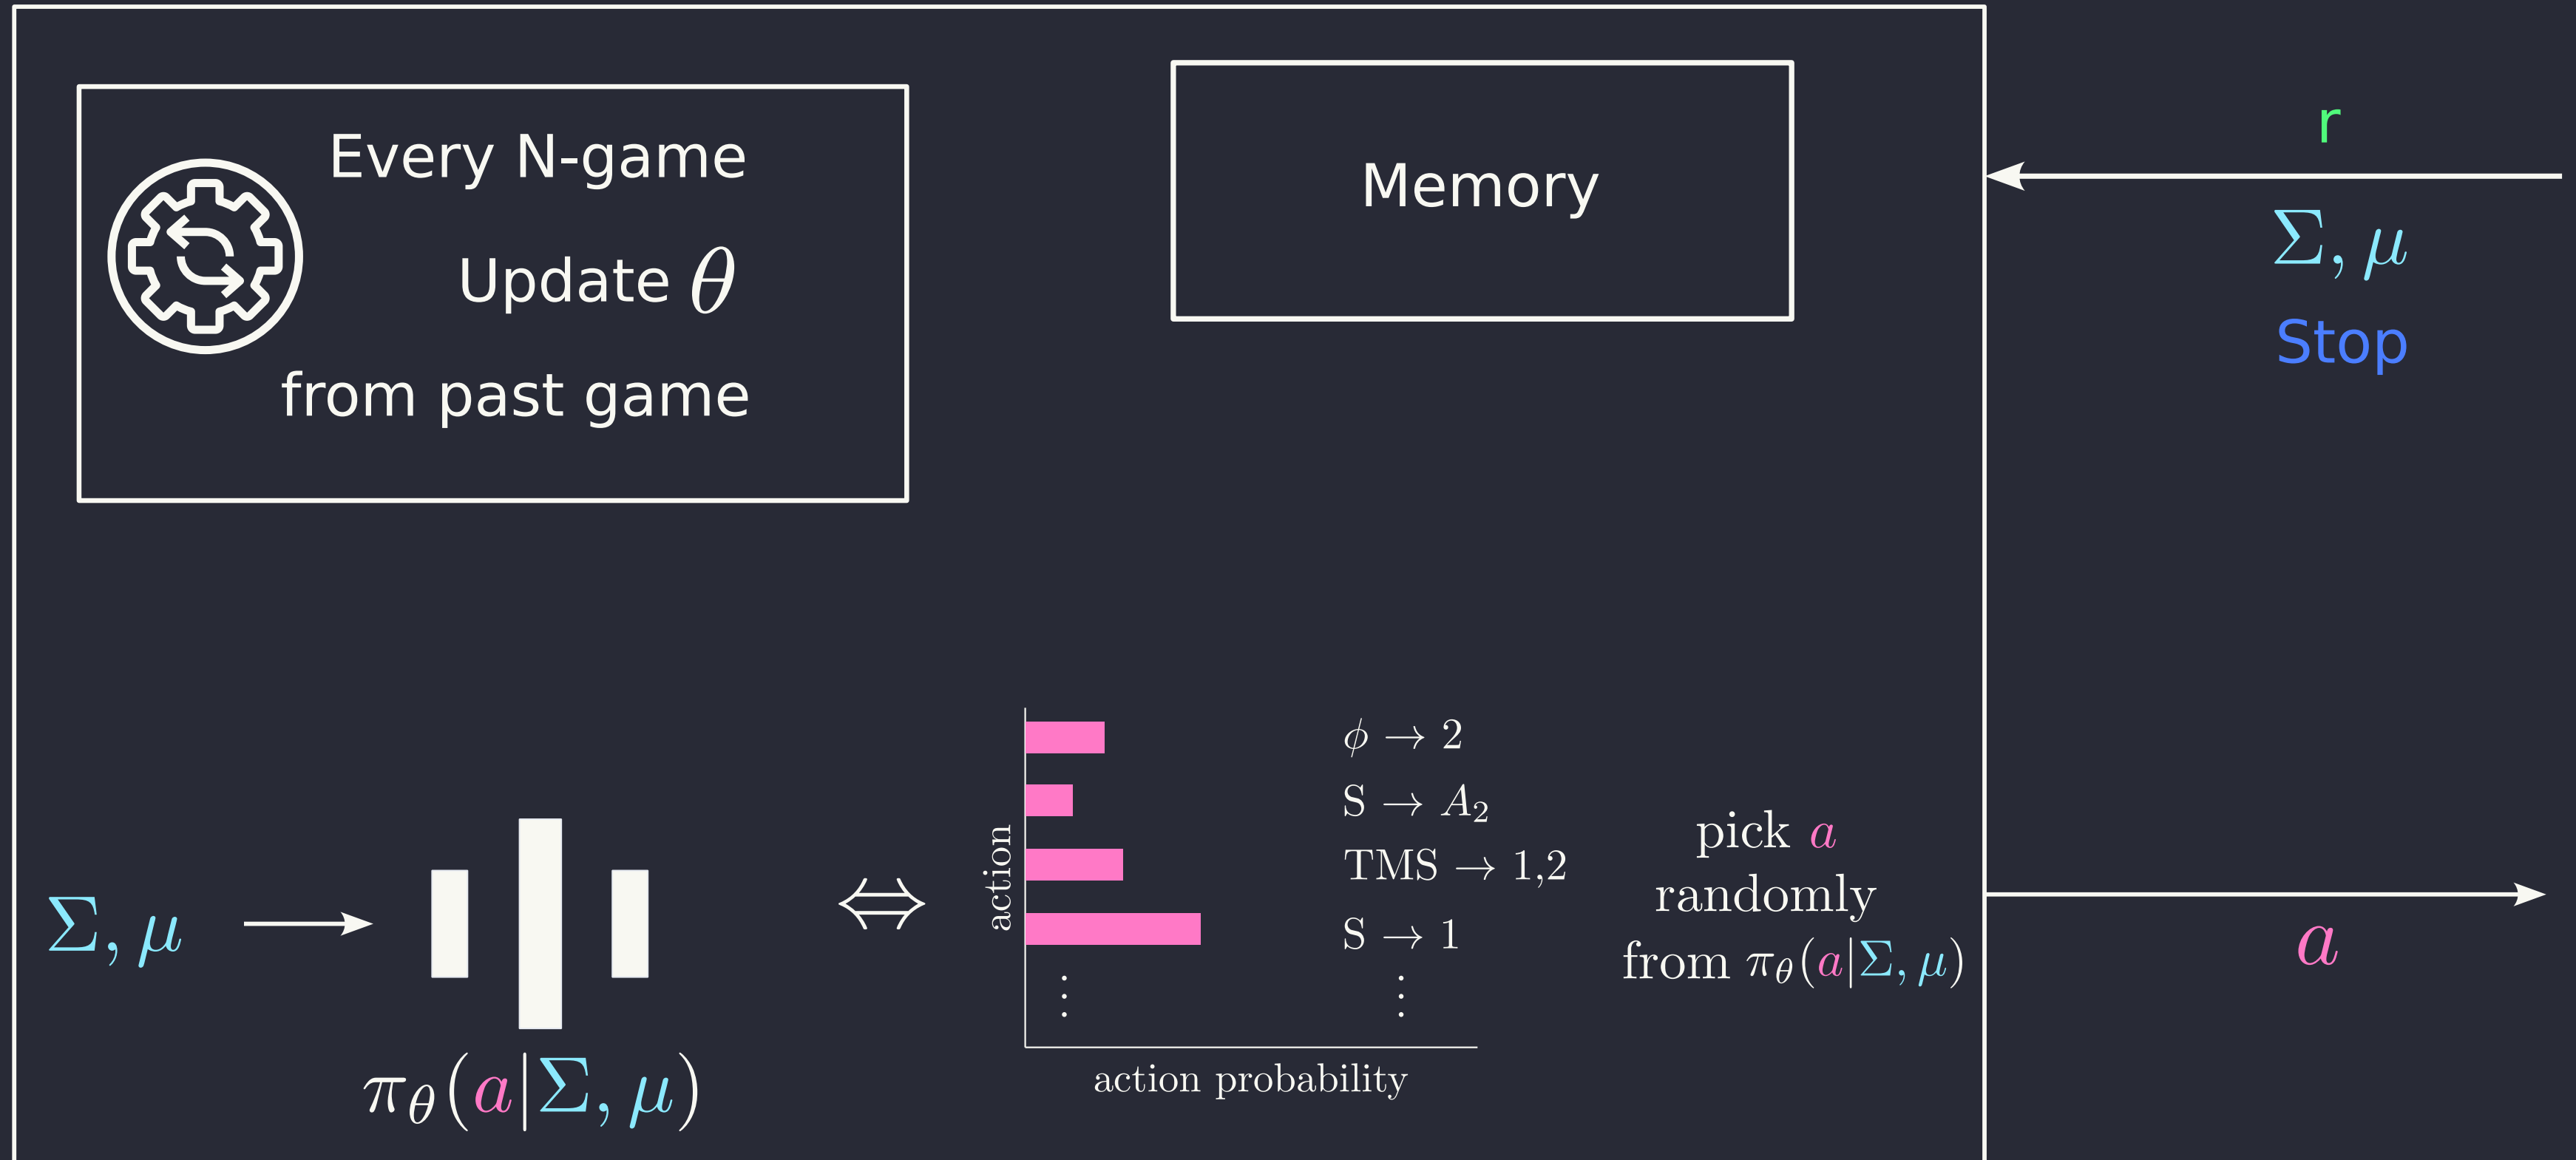 Every N-game
Update θ
from past game
Memory
r
Σ, μ
Stop
Σ, μ
π_θ(a|Σ, μ)
⇔
action
ϕ → 2
S → A₂
TMS → 1,2
S → 1
⋮ ⋮
action probability
pick a
randomly
from π_θ(a|Σ, μ)
a